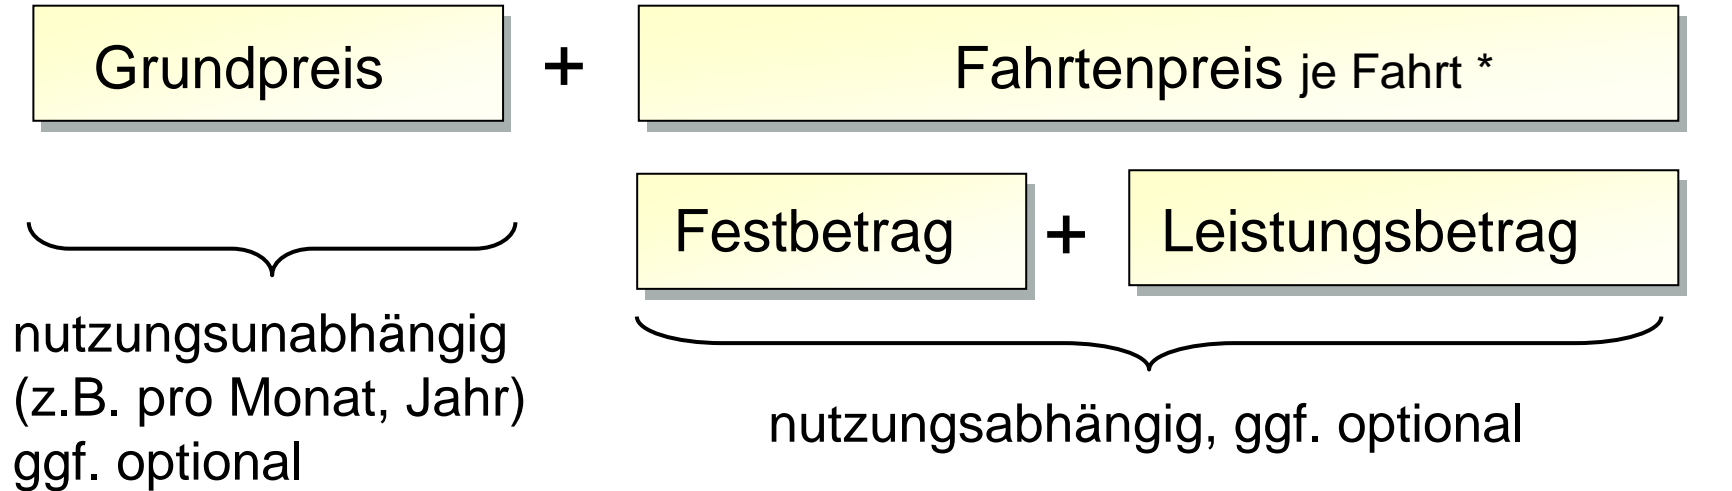 Grundpreis + Fahrtenpreis je Fahrt *
Festbetrag + Leistungsbetrag
nutzungsunabhängig
(z.B. pro Monat, Jahr)
ggf. optional
nutzungsabhängig, ggf. optional